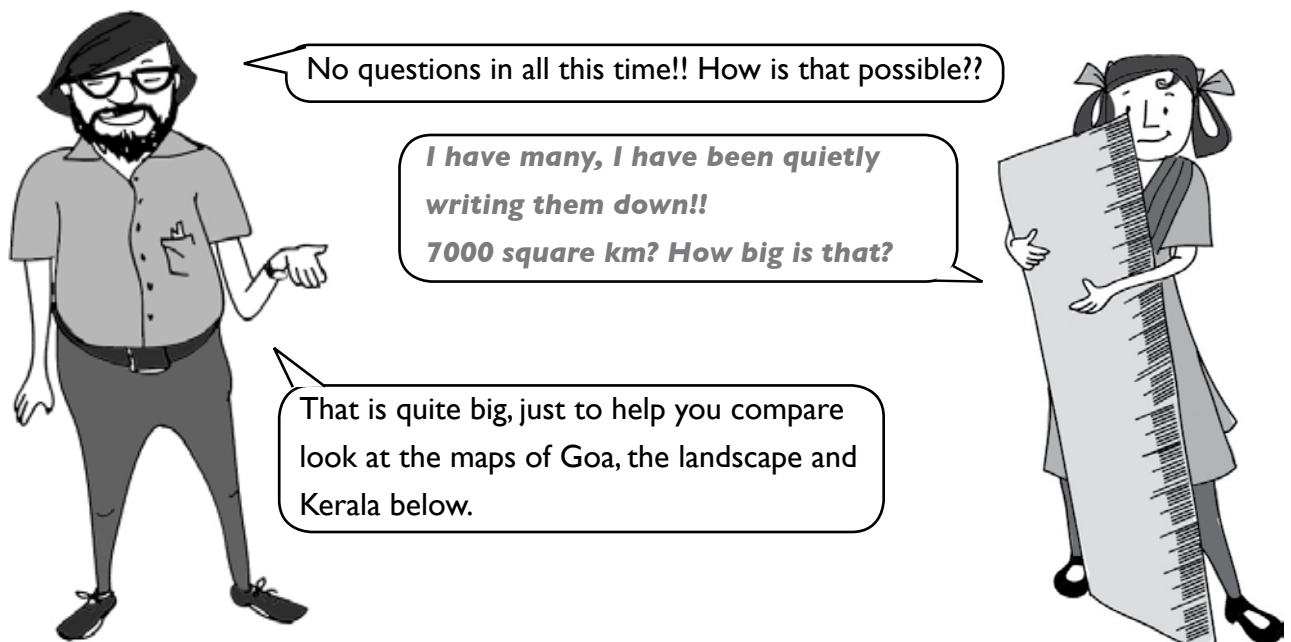 No questions in all this time!! How is that possible??
I have many, I have been quietly
writing them down!!
7000 square km? How big is that?
That is quite big, just to help you compare
look at the maps of Goa, the landscape and
Kerala below.